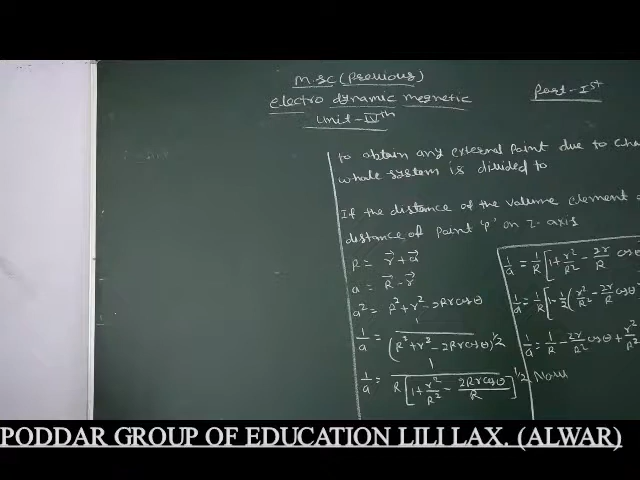 M.sc (Previous)
electro dynamic megnetic
Unit-IVth
Part-Ist
to obtain any external point due to cha
whole system is divided to
If the distance of the volume element
distance of point 'p' on z-axis
R = r⃗ + a⃗
a = R⃗ - r⃗
a² = R² + r² - 2Rr cosθ
1/a = 1/(R² + r² - 2Rr cosθ)^1/2
1/a = 1/R[1 + r²/R² - 2Rr cosθ/R]^1/2 Now
1/a = 1/R [1 + r²/R² - 2r/R cosθ
1/a = 1/R [1 - 1/2 (r²/R² - 2r/R cosθ
1/a = 1/R - 2r/R² cosθ + r²/R²
PODDAR GROUP OF EDUCATION LILI LAX. (ALWAR)